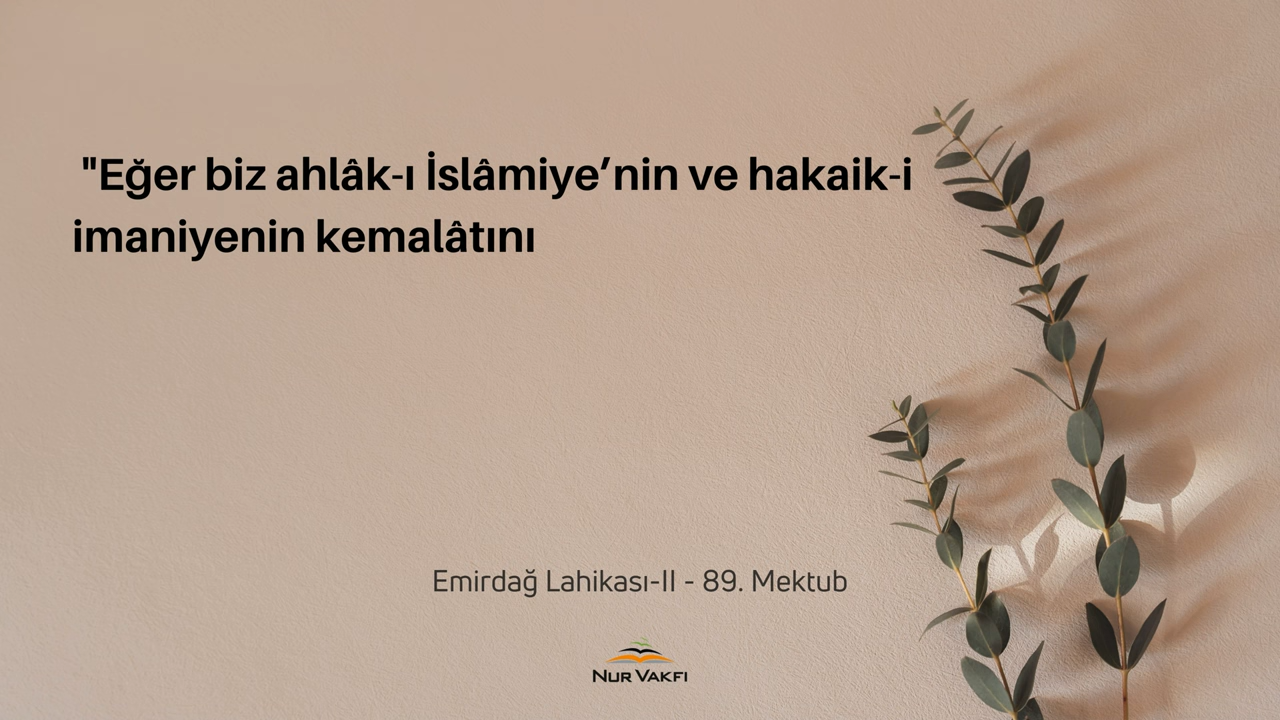 "Eğer biz ahlâk-ı İslâmiye’nin ve hakaik-i
imaniyenin kemalâtını
Emirdağ Lahikası-II - 89. Mektub
NUR VAKFI